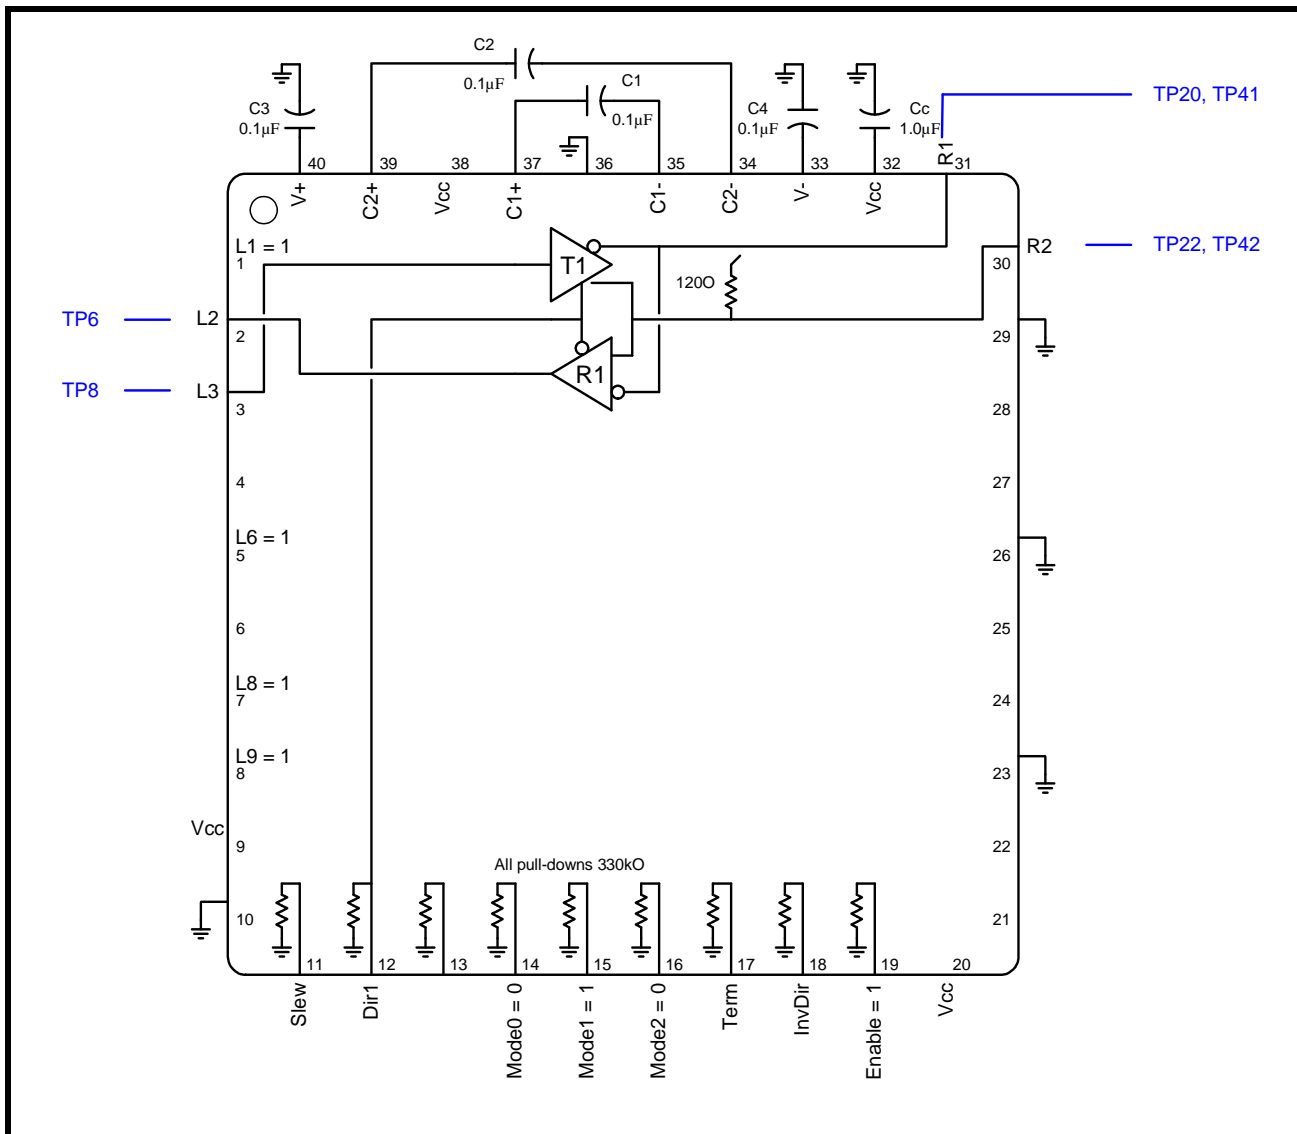 C2
0.1µF
C1
0.1µF
C3
0.1µF
C4
0.1µF
Cc
1.0µF
TP20, TP41
R1
40
39
38
37
36
35
34
33
32
31
V+
C2+
Vcc
C1+
C1-
C2-
V-
Vcc
L1 = 1
1
T1
120O
R2
30
TP22, TP42
TP6
L2
2
29
TP8
L3
3
R1
28
4
27
L6 = 1
5
26
6
25
L8 = 1
7
24
L9 = 1
8
23
Vcc
9
22
All pull-downs 330kO
10
21
11
12
13
14
15
16
17
18
19
20
Slew
Dir1
Mode0 = 0
Mode1 = 1
Mode2 = 0
Term
InvDir
Enable = 1
Vcc